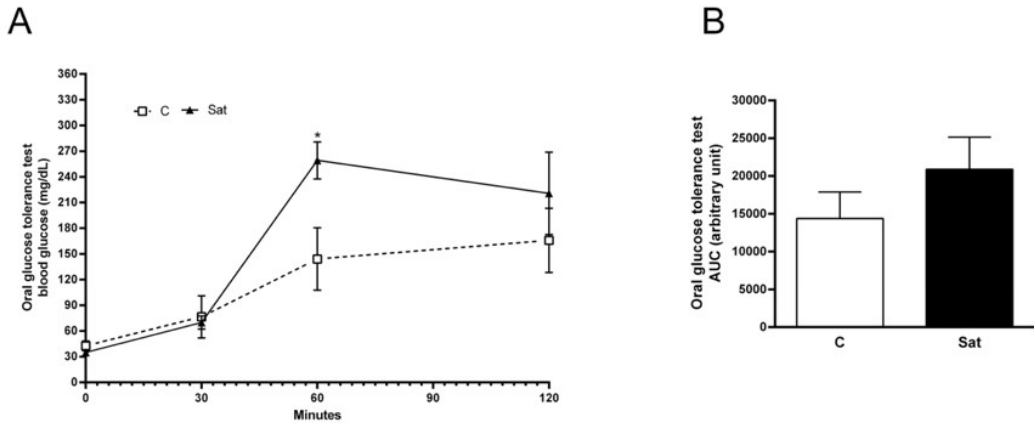 A
Oral glucose tolerance test
blood glucose (mg/dL)
360
330
300
270
240
210
180
150
120
90
60
30
0
C
Sat
*
0
30
60
90
120
Minutes
B
Oral glucose tolerance test
AUC (arbitrary unit)
30000
25000
20000
15000
10000
5000
0
C
Sat